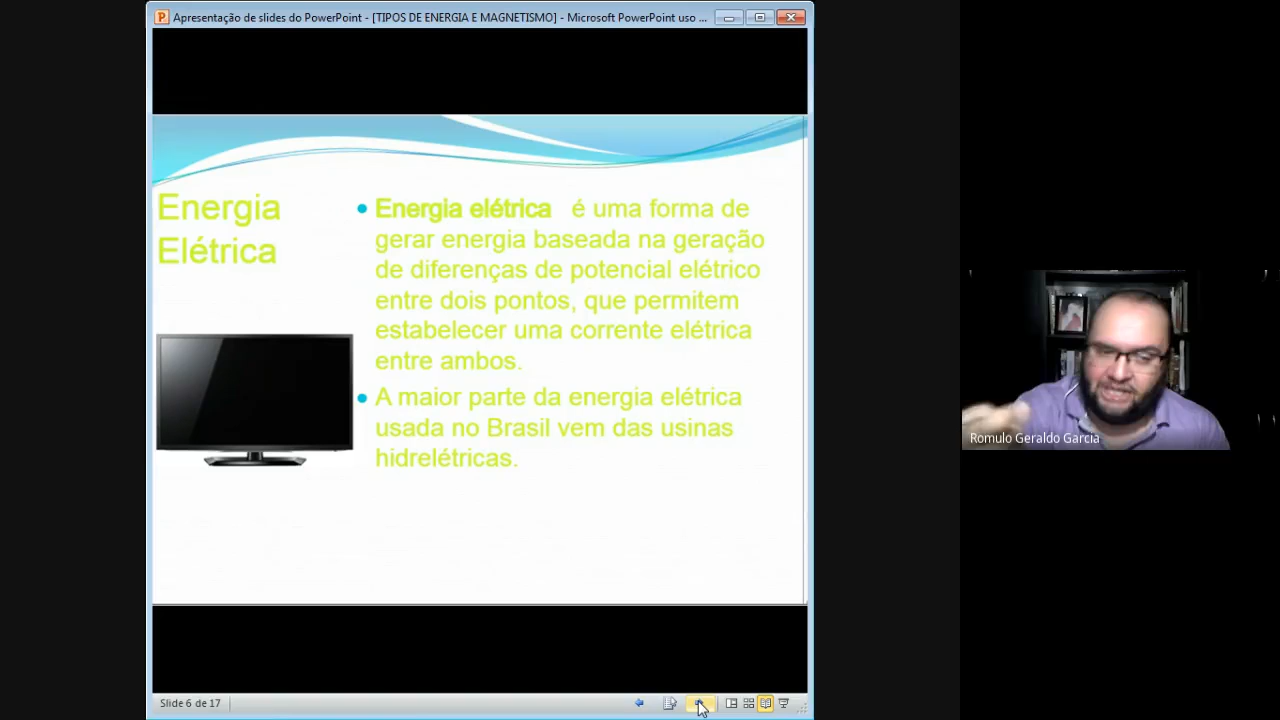 Apresentação de slides do PowerPoint - [TIPOS DE ENERGIA E MAGNETISMO] - Microsoft PowerPoint uso ...
Energia
Elétrica
• Energia elétrica é uma forma de
gerar energia baseada na geração
de diferenças de potencial elétrico
entre dois pontos, que permitem
estabelecer uma corrente elétrica
entre ambos.
• A maior parte da energia elétrica
usada no Brasil vem das usinas
hidrelétricas.
Romulo Geraldo Garcia
Slide 6 de 17